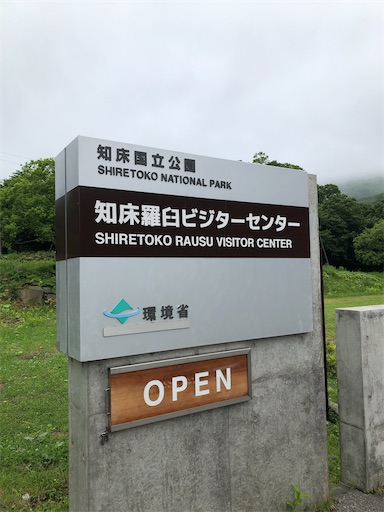 知床国立公園
SHIRETOKO NATIONAL PARK
知床羅臼ビジターセンター
SHIRETOKO RAUSU VISITOR CENTER
環境省
OPEN